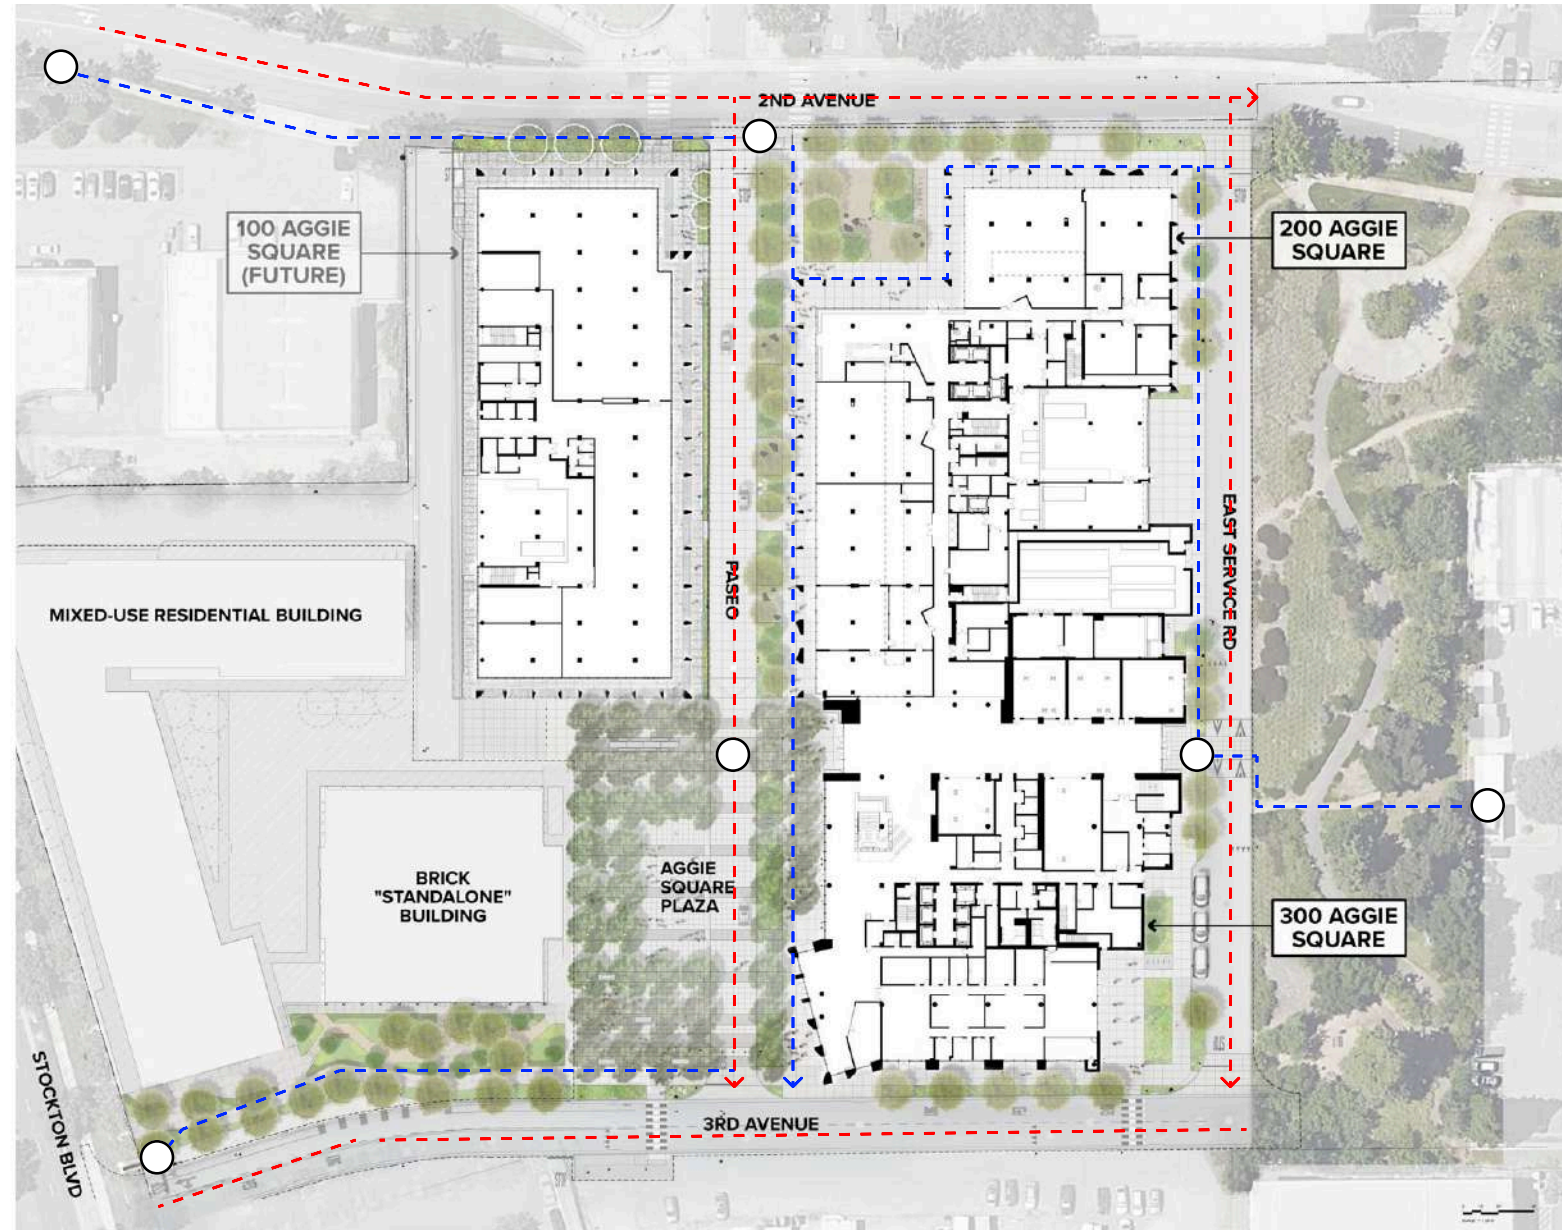 2ND AVENUE
100 AGGIE
SQUARE
(FUTURE)
200 AGGIE
SQUARE
PASEO
EAST SERVICE RD
MIXED-USE RESIDENTIAL BUILDING
BRICK
"STANDALONE"
BUILDING
AGGIE
SQUARE
PLAZA
300 AGGIE
SQUARE
STOCKTON BLVD
3RD AVENUE